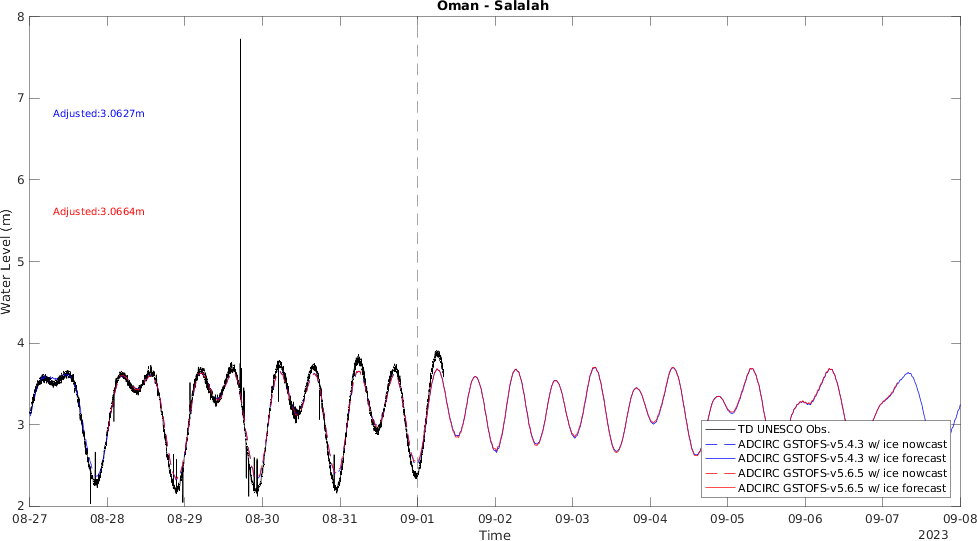 Oman - Salalah
8
7
6
5
4
3
2
Water Level (m)
Adjusted:3.0627m
Adjusted:3.0664m
TD UNESCO Obs.
ADCIRC GSTOFS-v5.4.3 w/ ice nowcast
ADCIRC GSTOFS-v5.4.3 w/ ice forecast
ADCIRC GSTOFS-v5.6.5 w/ ice nowcast
ADCIRC GSTOFS-v5.6.5 w/ ice forecast
08-27 08-28 08-29 08-30 08-31 09-01 09-02 09-03 09-04 09-05 09-06 09-07 09-08
Time
2023